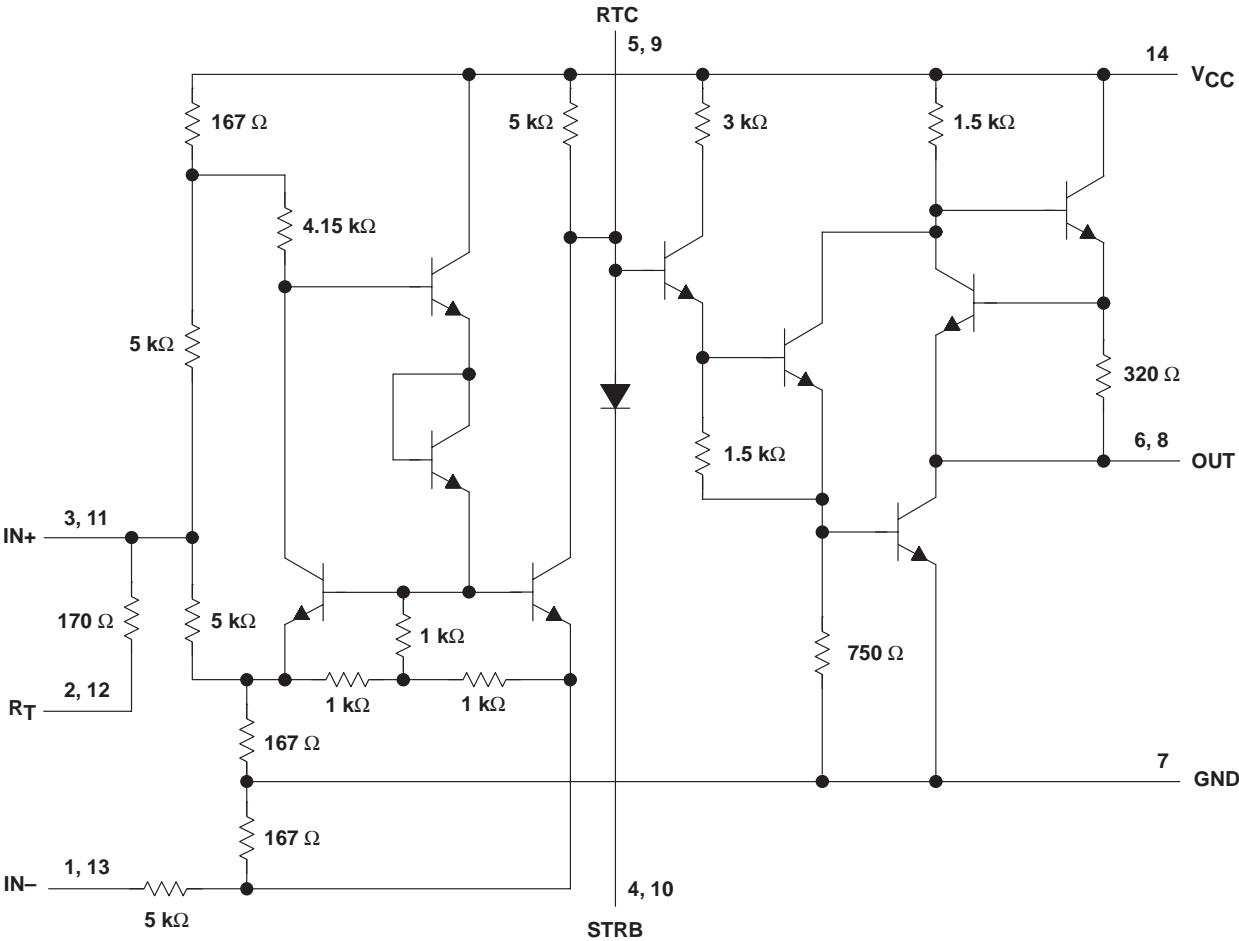 RTC
5, 9
14
VCC
167 Ω
5 kΩ
3 kΩ
1.5 kΩ
4.15 kΩ
5 kΩ
320 Ω
1.5 kΩ
6, 8
OUT
3, 11
IN+
170 Ω
5 kΩ
1 kΩ
750 Ω
2, 12
RT
1 kΩ
1 kΩ
167 Ω
7
GND
167 Ω
1, 13
IN–
5 kΩ
4, 10
STRB